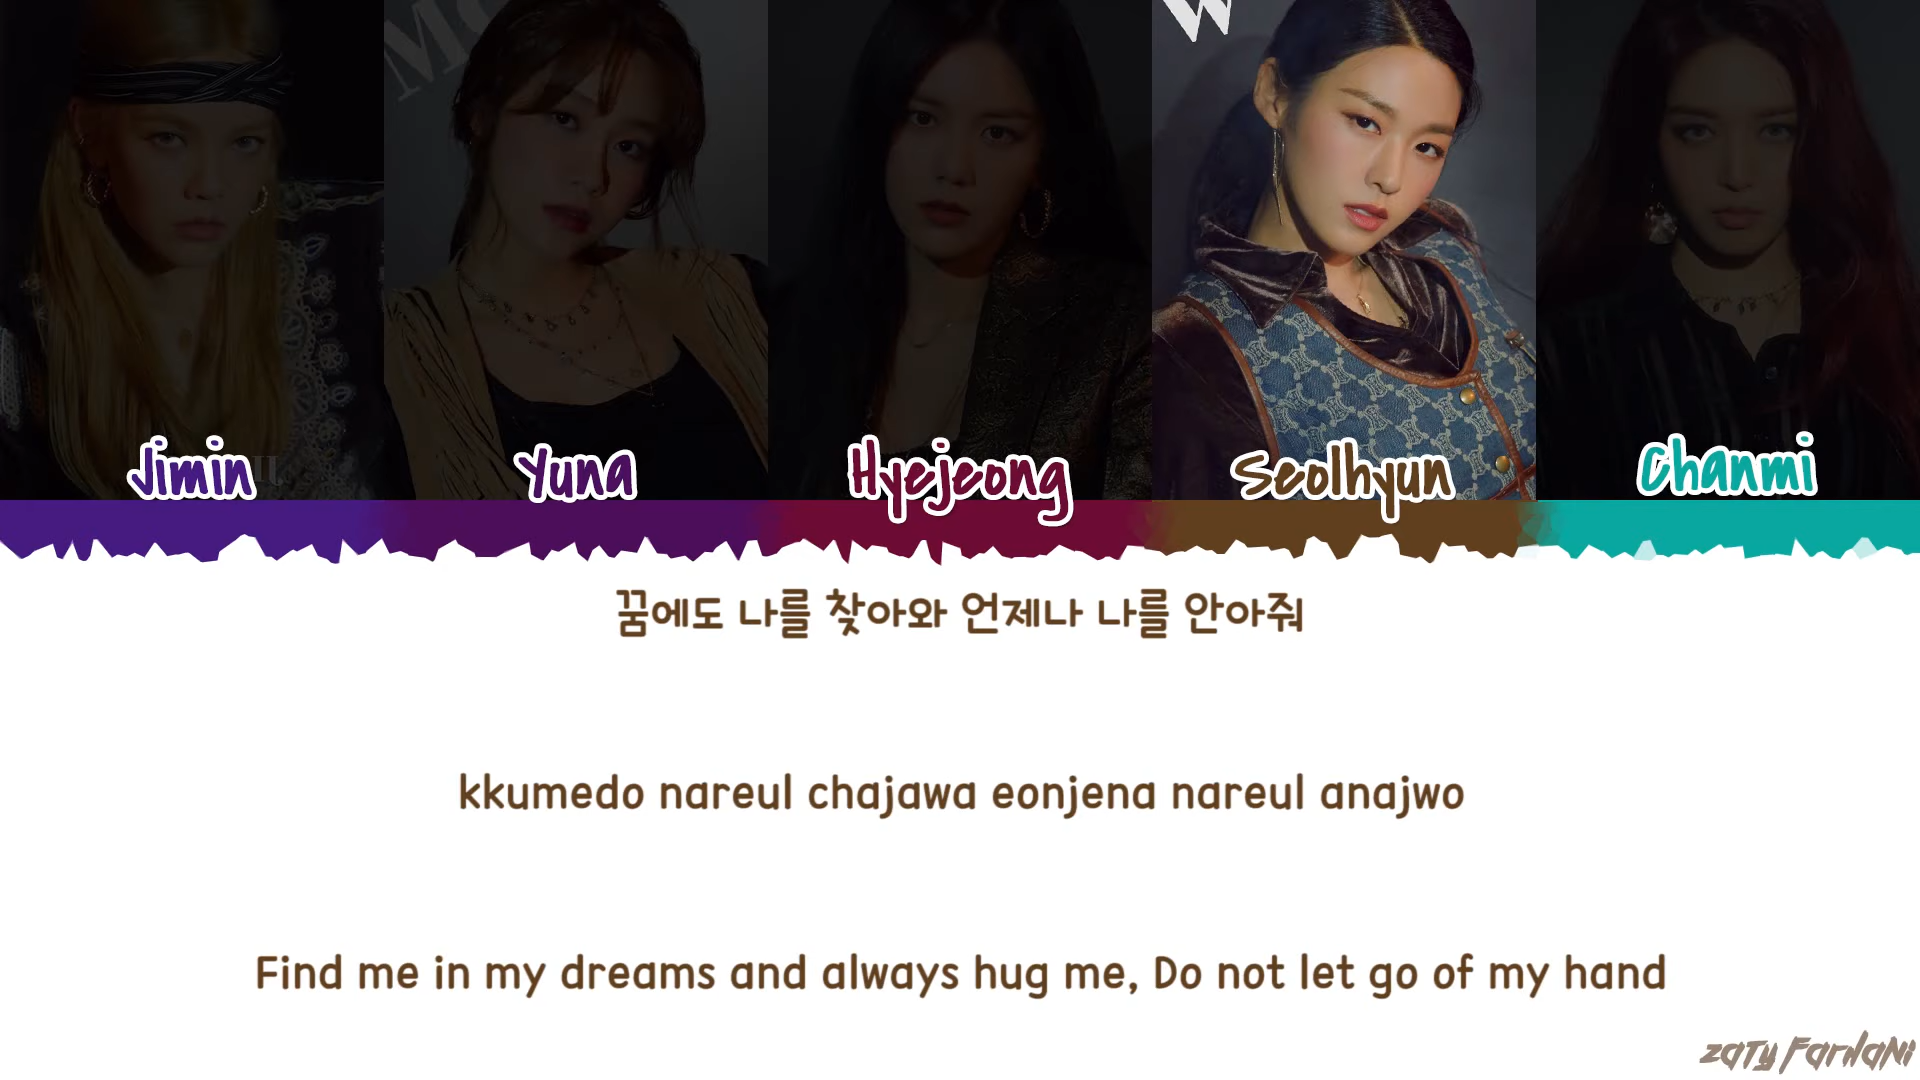 W
Jimin
Yuna
Hyejeong
Seolhyun
Chanmi
꿈에도 나를 찾아와 언제나 나를 안아줘
kkumedo nareul chajawa eonjena nareul anajwo
Find me in my dreams and always hug me, Do not let go of my hand
Zaty Farhani